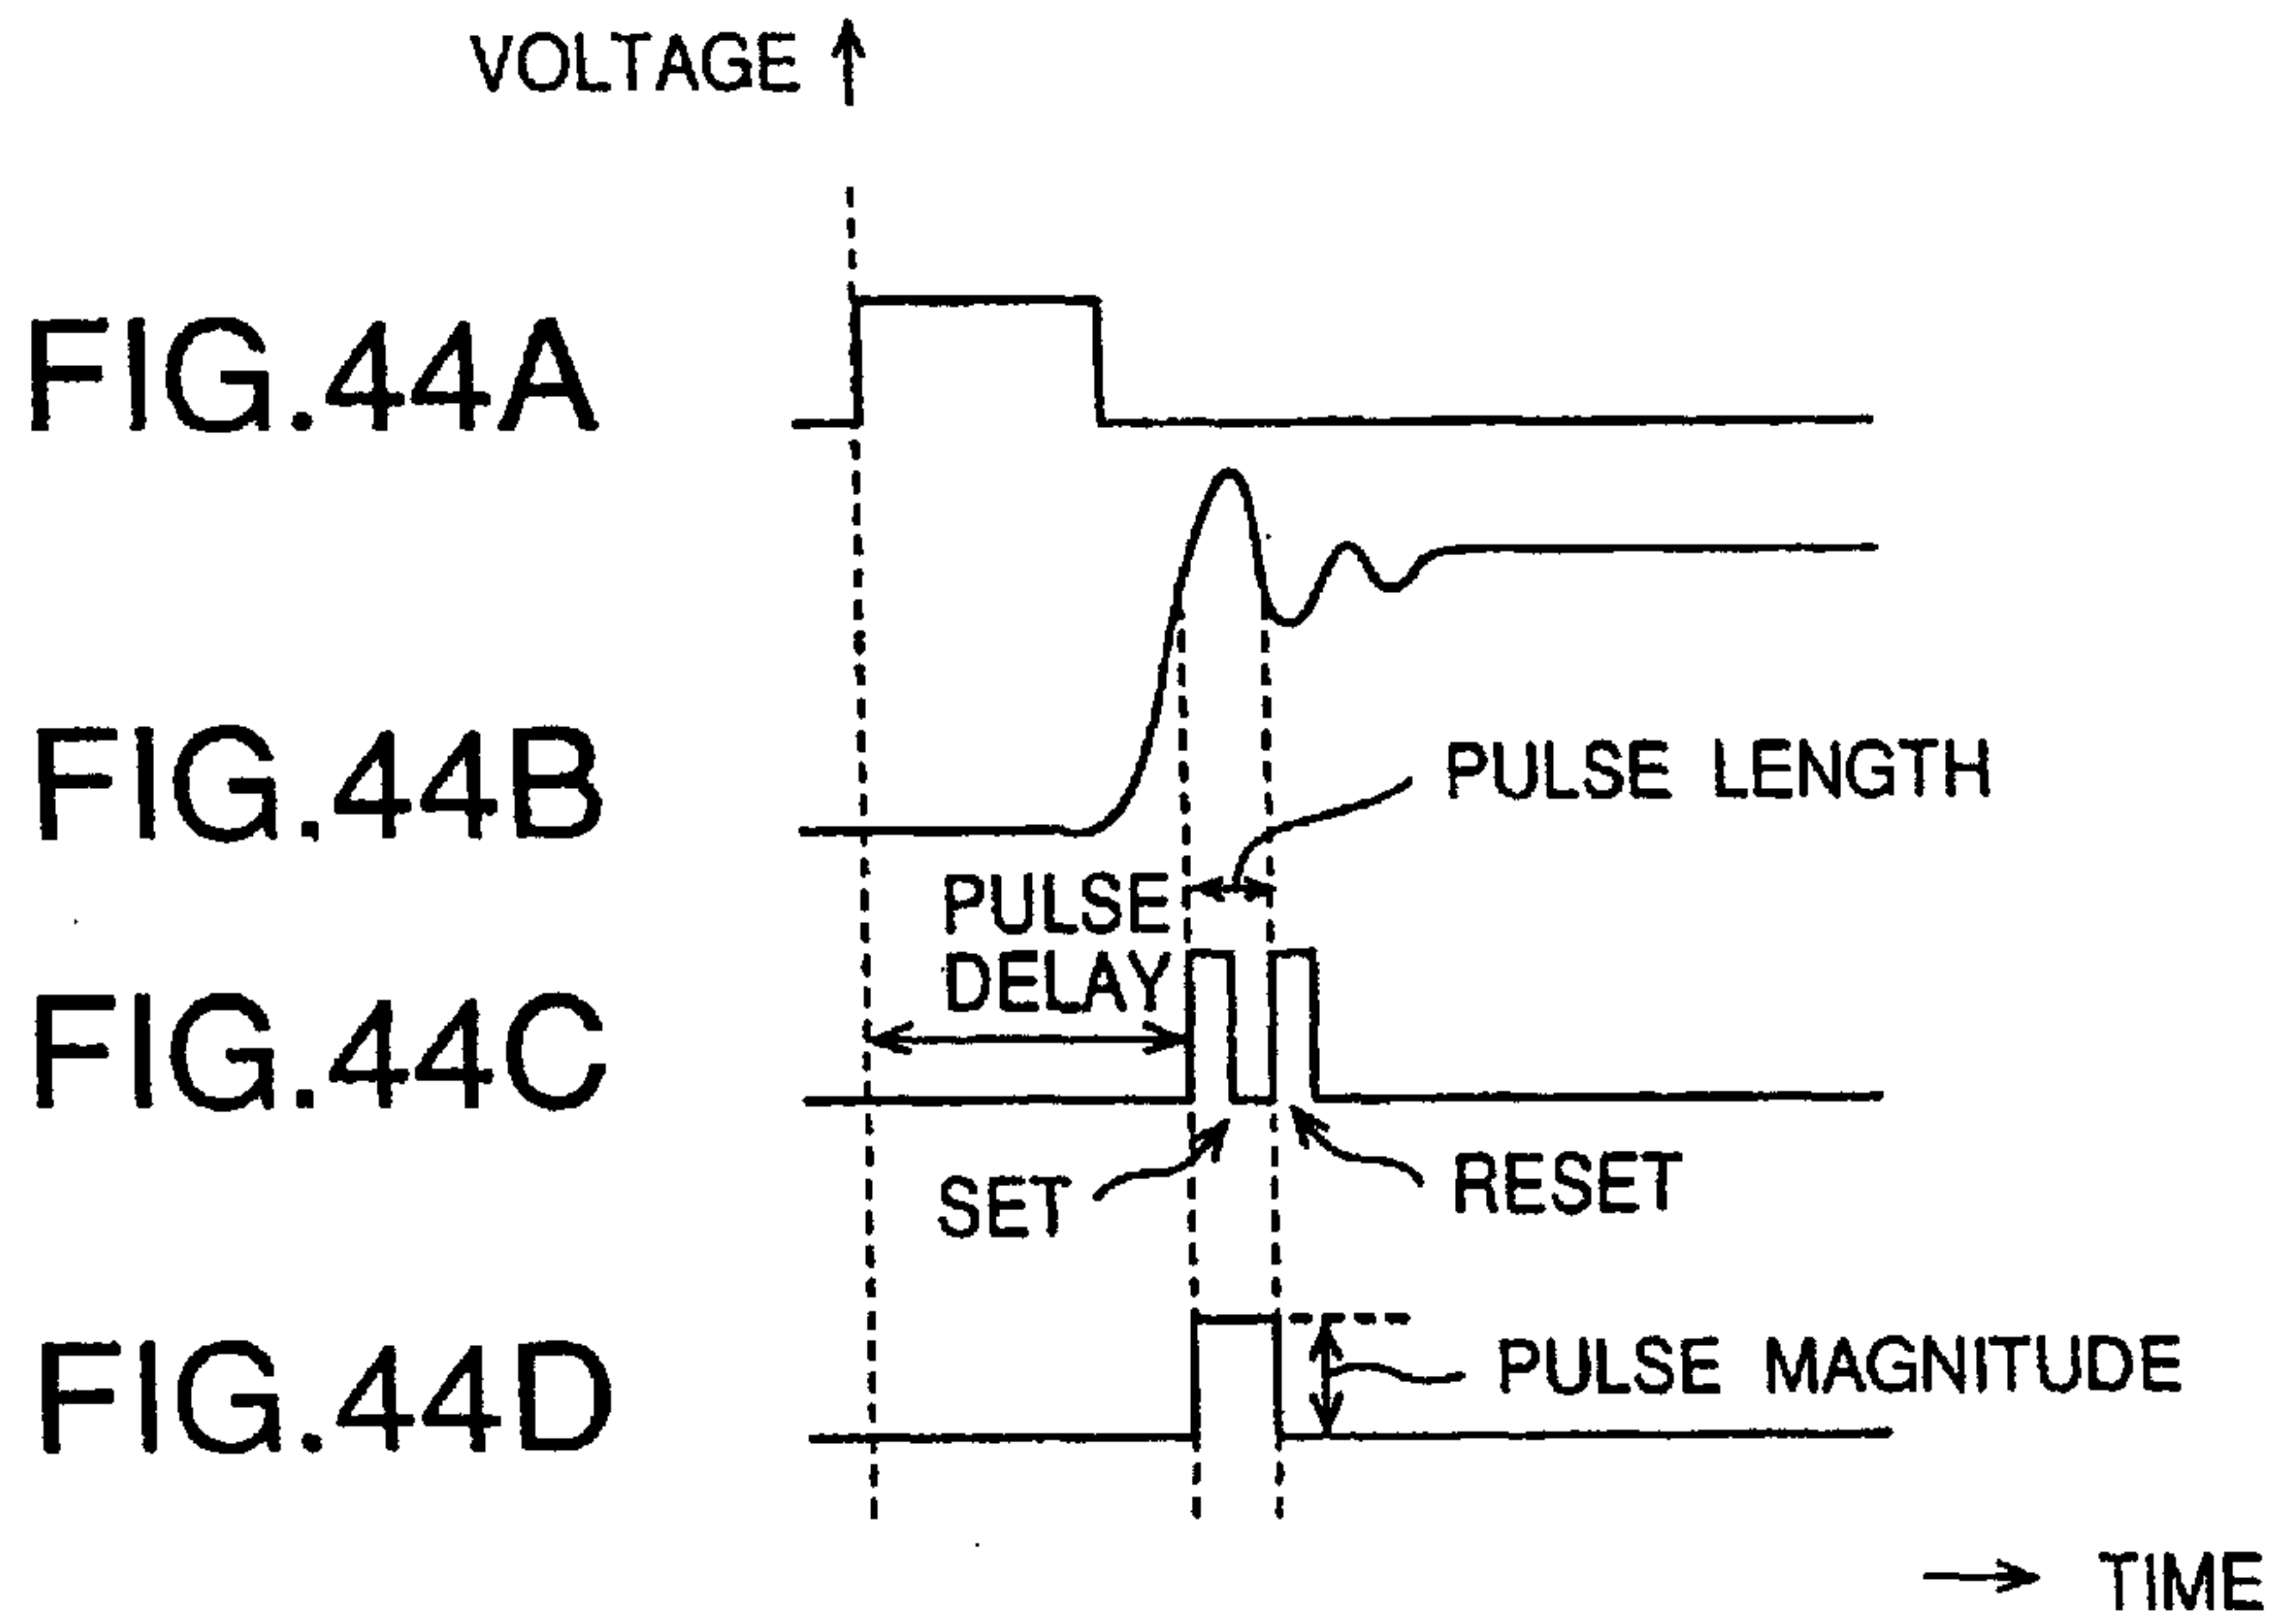 VOLTAGE
FIG.44A
FIG.44B
PULSE LENGTH
PULSE
DELAY
FIG.44C
SET
RESET
FIG.44D
PULSE MAGNITUDE
TIME